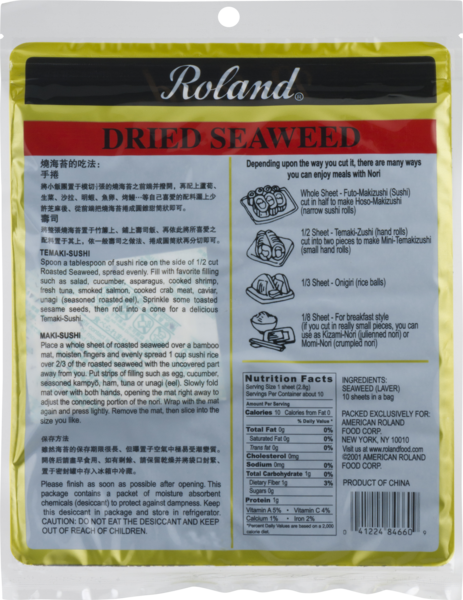 Roland®
DRIED SEAWEED
燒海苔的吃法:
手捲
壽司
TEMAKI-SUSHI
Spoon a tablespoon of sushi rice on the side of 1/2 cut
Roasted Seaweed, spread evenly. Fill with favorite filling
such as salad, cucumber, asparagus, cooked shrimp,
fresh tuna, smoked salmon, cooked crab meat, caviar,
unagi (seasoned roasted eel). Sprinkle some toasted
sesame seeds, then roll into a cone for a delicious
Temaki-Sushi.
MAKI-SUSHI
Place a whole sheet of roasted seaweed over a bamboo
mat, moisten fingers and evenly spread 1 cup sushi rice
over 2/3 of the roasted seaweed with the uncovered part
away from you. Put strips of filling such as egg, cucumber,
seasoned kampyō, ham, tuna or unagi (eel). Slowly fold
mat over with both hands, opening the mat right away to
adjust the connecting portion of the nori. Wrap with the mat
again and press lightly. Remove the mat, then slice into the
size you like.
保存方法
Please finish as soon as possible after opening. This
package contains a packet of moisture absorbent
chemicals (desiccant) to protect against dampness. Keep
this desiccant in package and store in refrigerator.
CAUTION: DO NOT EAT THE DESICCANT AND KEEP
OUT OF REACH OF CHILDREN.
Depending upon the way you cut it, there are many ways
you can enjoy meals with Nori
Whole Sheet - Futo-Makizushi (Sushi)
cut in half to make Hoso-Makizushi
(narrow sushi rolls)
1/2 Sheet - Temaki-Zushi (hand rolls)
cut into two pieces to make Mini-Temakizushi
(small hand rolls)
1/3 Sheet - Onigiri (rice balls)
1/8 Sheet - For breakfast style
(if you cut in really small pieces, you can
use as Kizami-Nori (julienned nori) or
Momi-Nori (crumpled nori)
Nutrition Facts
Serving Size 1 sheet (2.8g)
Servings Per Container about 10
Amount Per Serving
Calories 10 Calories from Fat 0
% Daily Value *
Total Fat 0g 0%
Saturated Fat 0g 0%
Trans fat 0g 0%
Cholesterol 0mg
Sodium 0mg 0%
Total Carbohydrate 1g 0%
Dietary Fiber 1g 3%
Sugars 0g
Protein 1g
Vitamin A 5% • Vitamin C 4%
Calcium 1% • Iron 2%
*Percent Daily Values are based on a 2,000
calorie diet.
INGREDIENTS:
SEAWEED (LAVER)
10 sheets in a bag
PACKED EXCLUSIVELY FOR:
AMERICAN ROLAND
FOOD CORP.
NEW YORK, NY 10010
Visit us at www.rolandfood.com
©2001 AMERICAN ROLAND
FOOD CORP.
PRODUCT OF CHINA
0 41224 84660 9